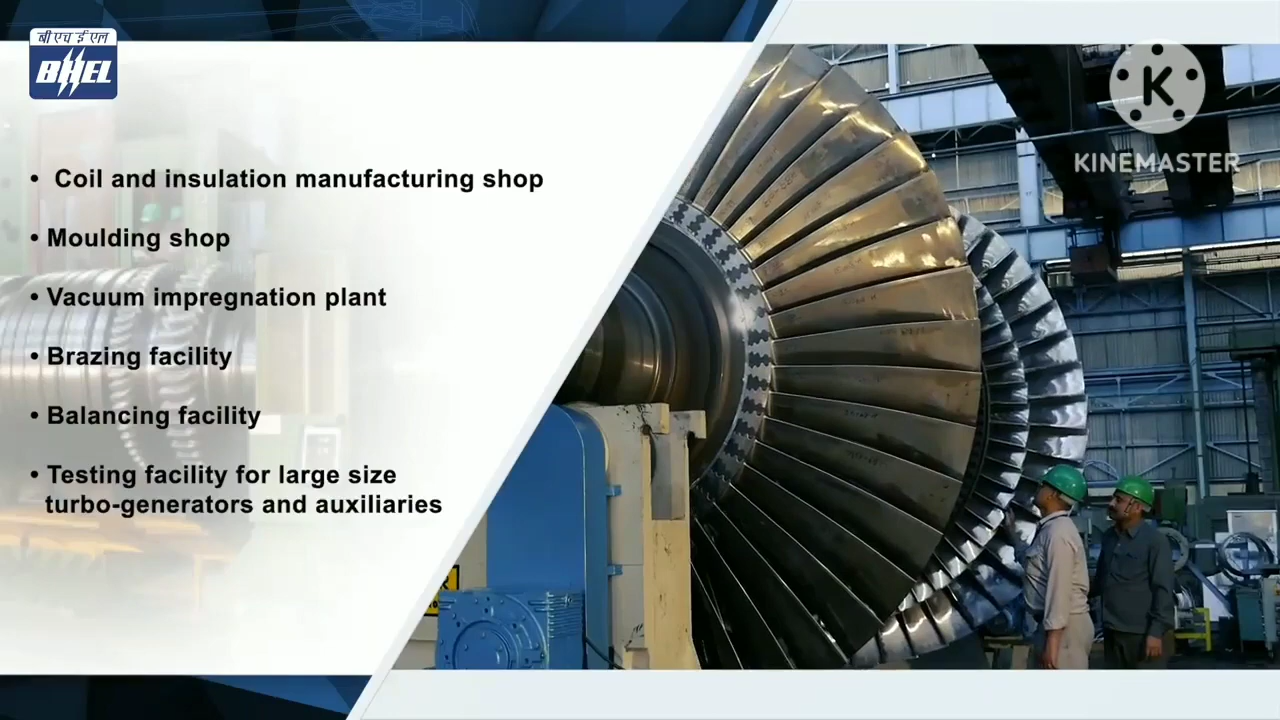 बी एच ई एल
BHEL
• Coil and insulation manufacturing shop
• Moulding shop
• Vacuum impregnation plant
• Brazing facility
• Balancing facility
• Testing facility for large size
turbo-generators and auxiliaries
K
KINEMASTER